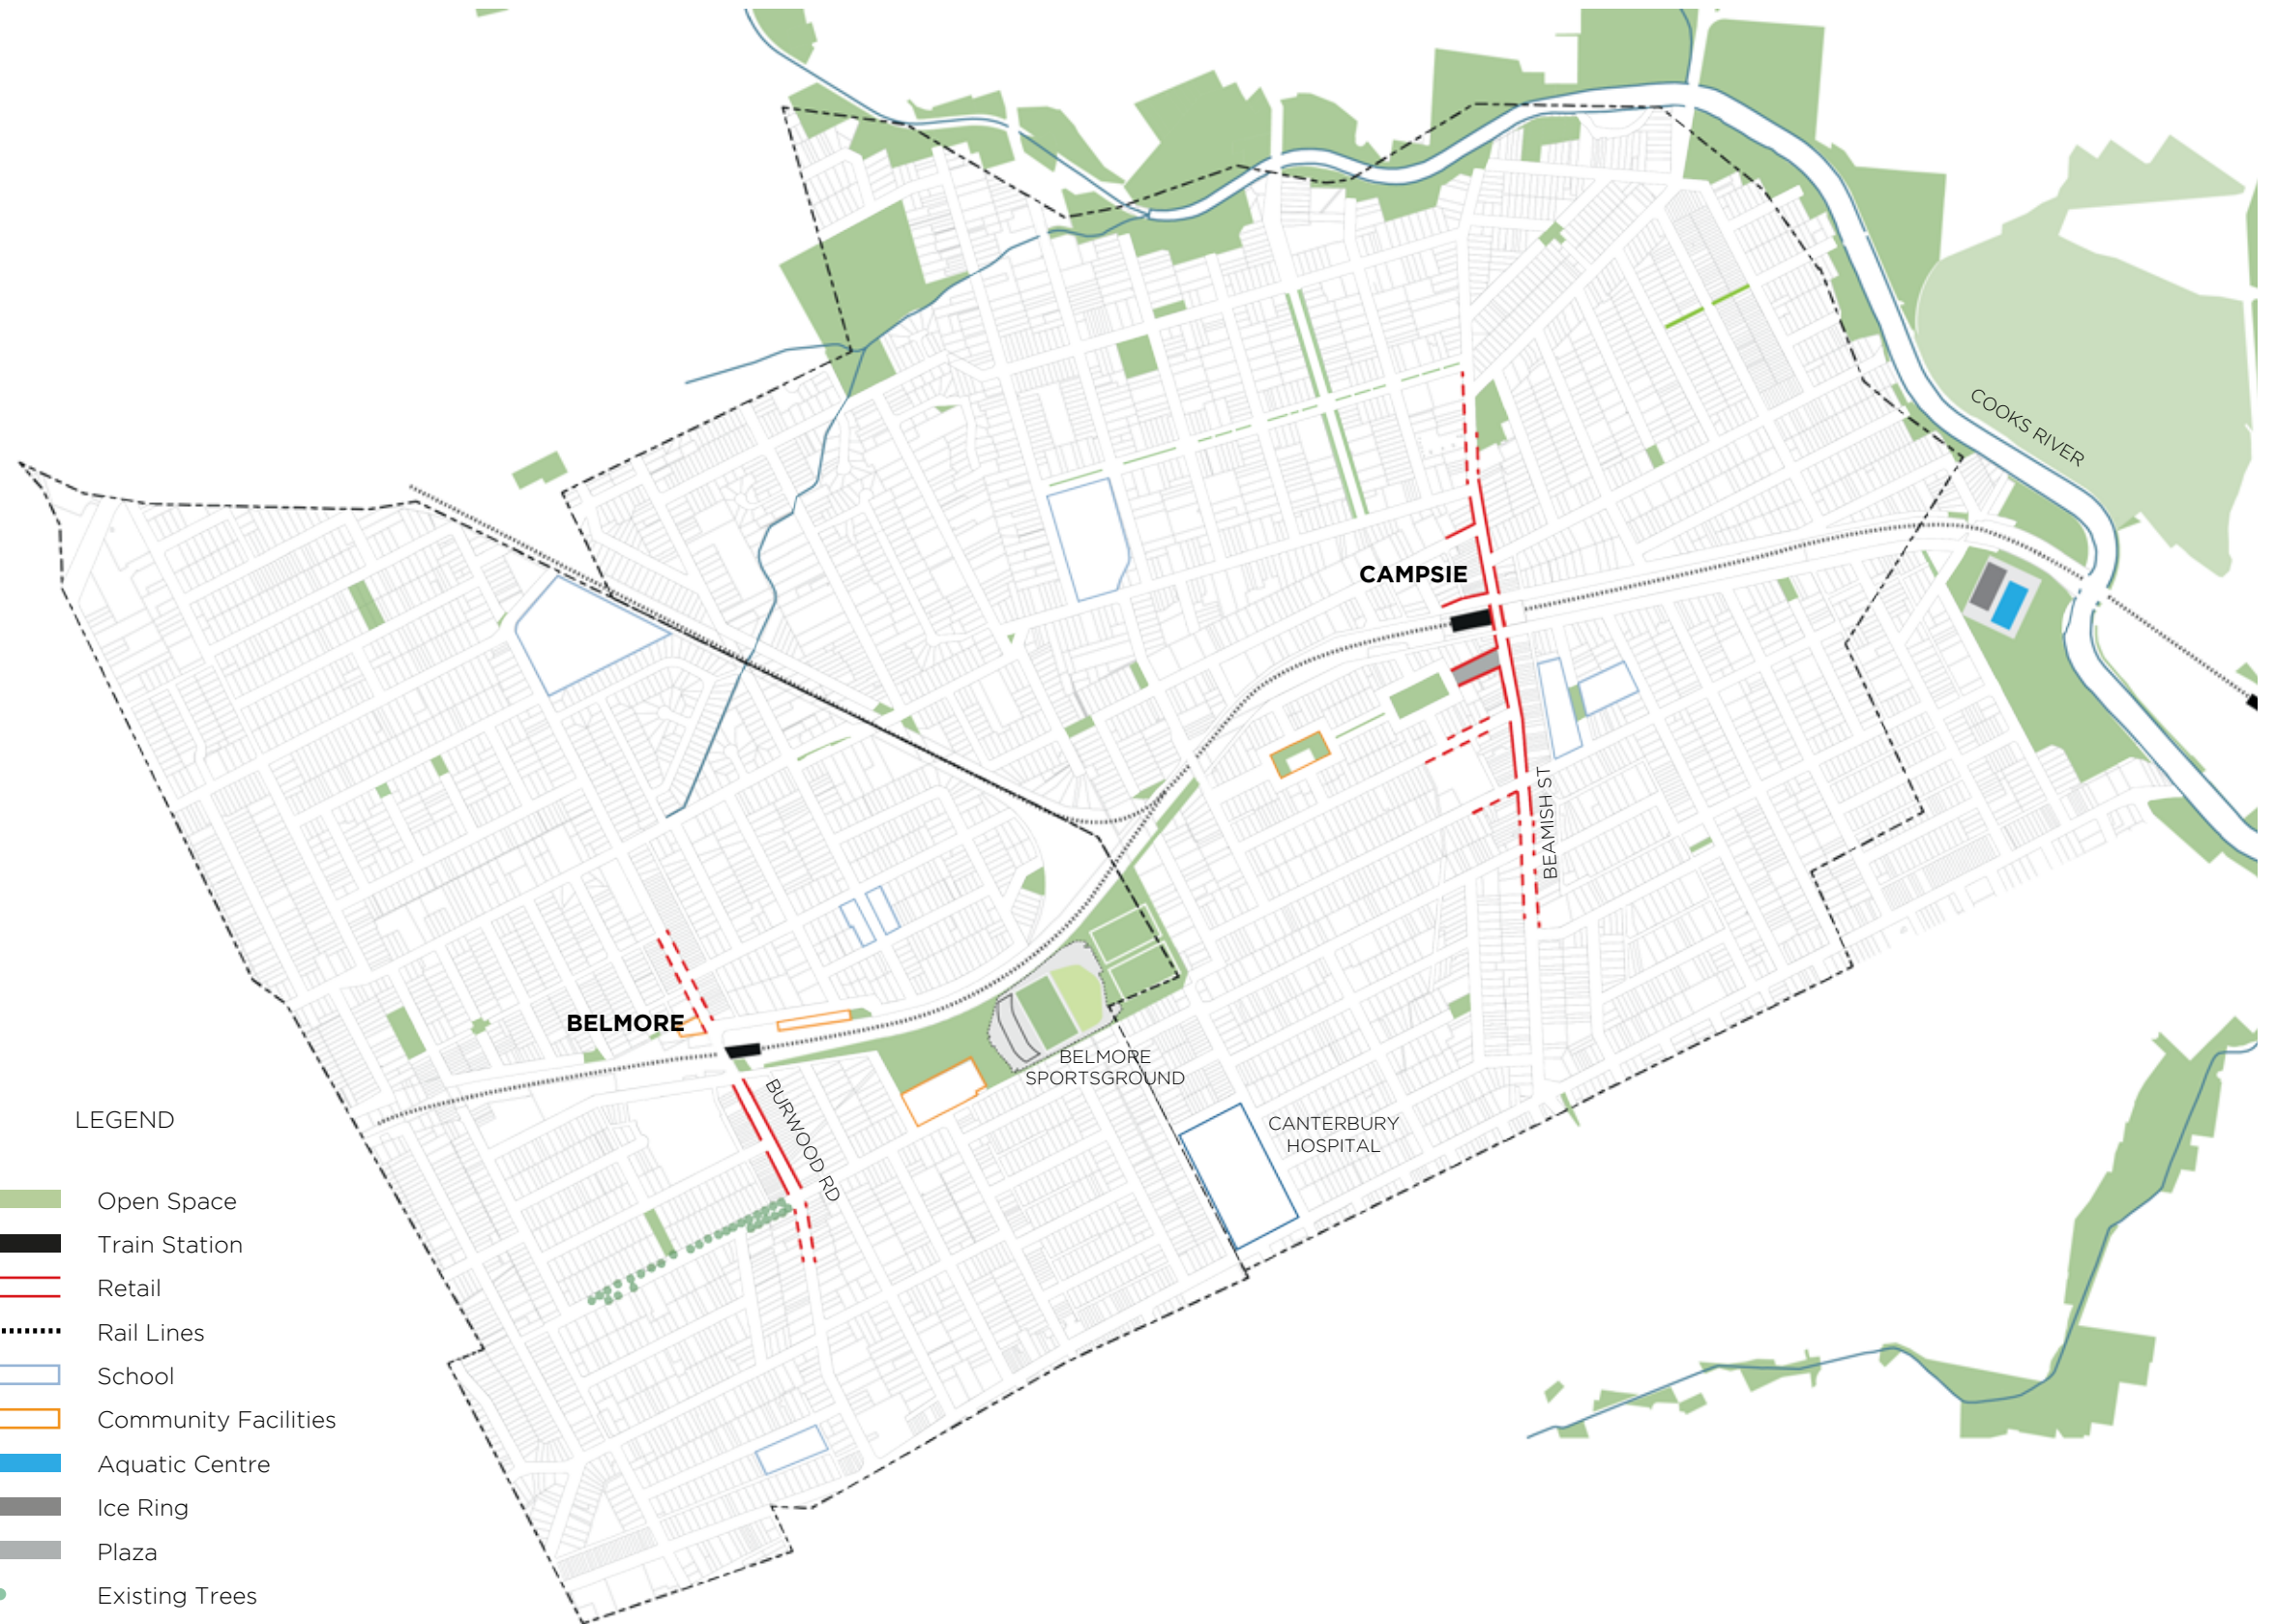 COOKS RIVER
CAMPSIE
BEAMISH ST
BELMORE
BELMORE
SPORTSGROUND
BURWOOD RD
CANTERBURY
HOSPITAL
LEGEND
Open Space
Train Station
Retail
Rail Lines
School
Community Facilities
Aquatic Centre
Ice Ring
Plaza
Existing Trees